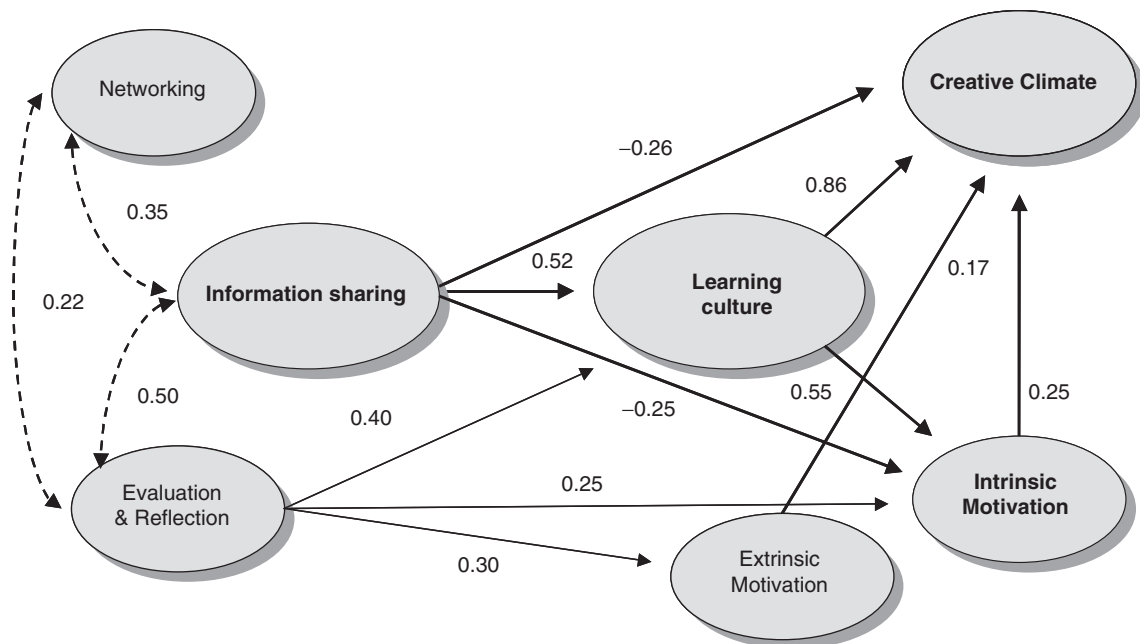 Networking
Creative Climate
−0.26
0.86
0.35
0.52
0.17
Information sharing
Learning
culture
0.22
0.50
0.40
−0.25
0.55
0.25
Evaluation
& Reflection
0.25
Intrinsic
Motivation
0.30
Extrinsic
Motivation